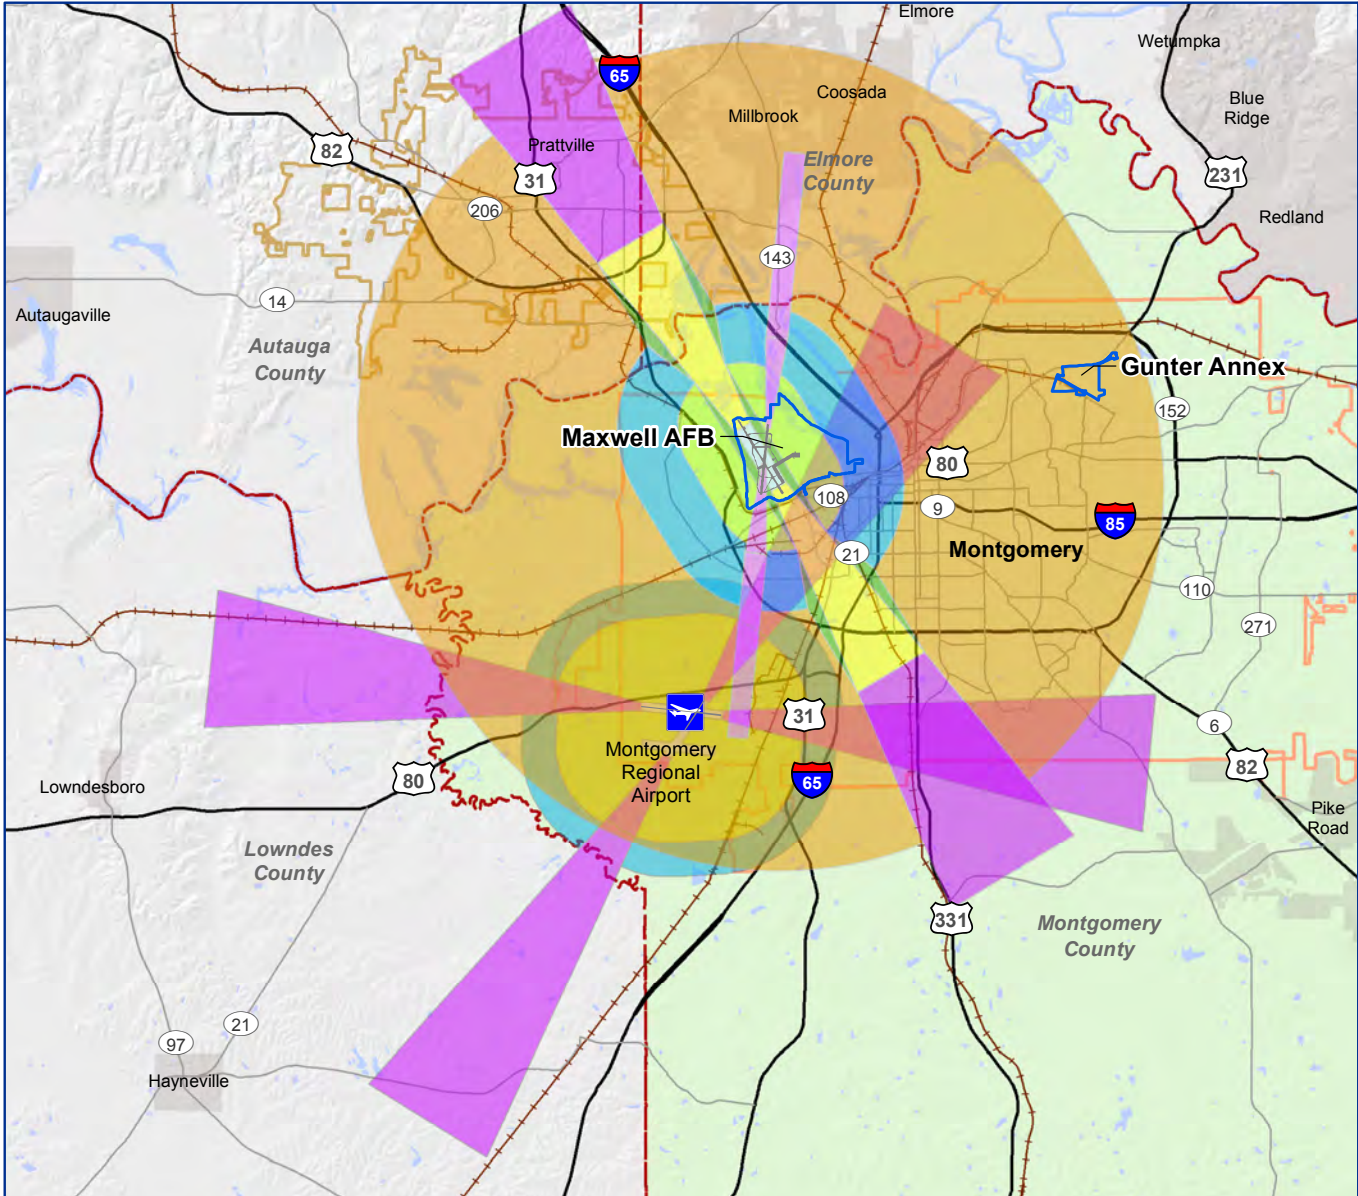 Elmore
Wetumpka
65
Coosada
Blue
Ridge
Millbrook
82
Prattville
Elmore
County
31
231
206
Redland
143
14
Autaugaville
Autauga
County
Gunter Annex
152
Maxwell AFB
80
108
9
85
21
Montgomery
110
271
31
6
Montgomery
Regional
Airport
82
65
80
Lowndesboro
Pike
Road
Lowndes
County
331
Montgomery
County
21
97
Hayneville